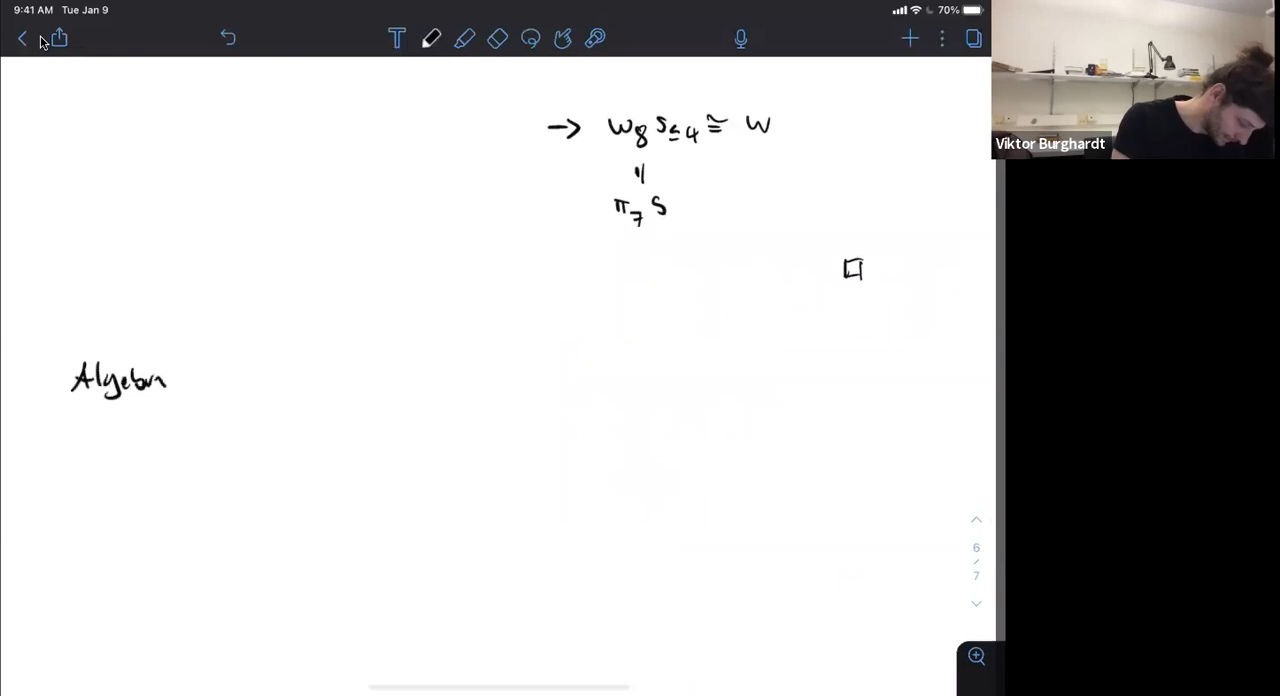 9:41 AM Tue Jan 9
70%
Viktor Burghardt
→ W₈ S≤4 ≅ W
=
π₇ S
□
Algebra
6
7